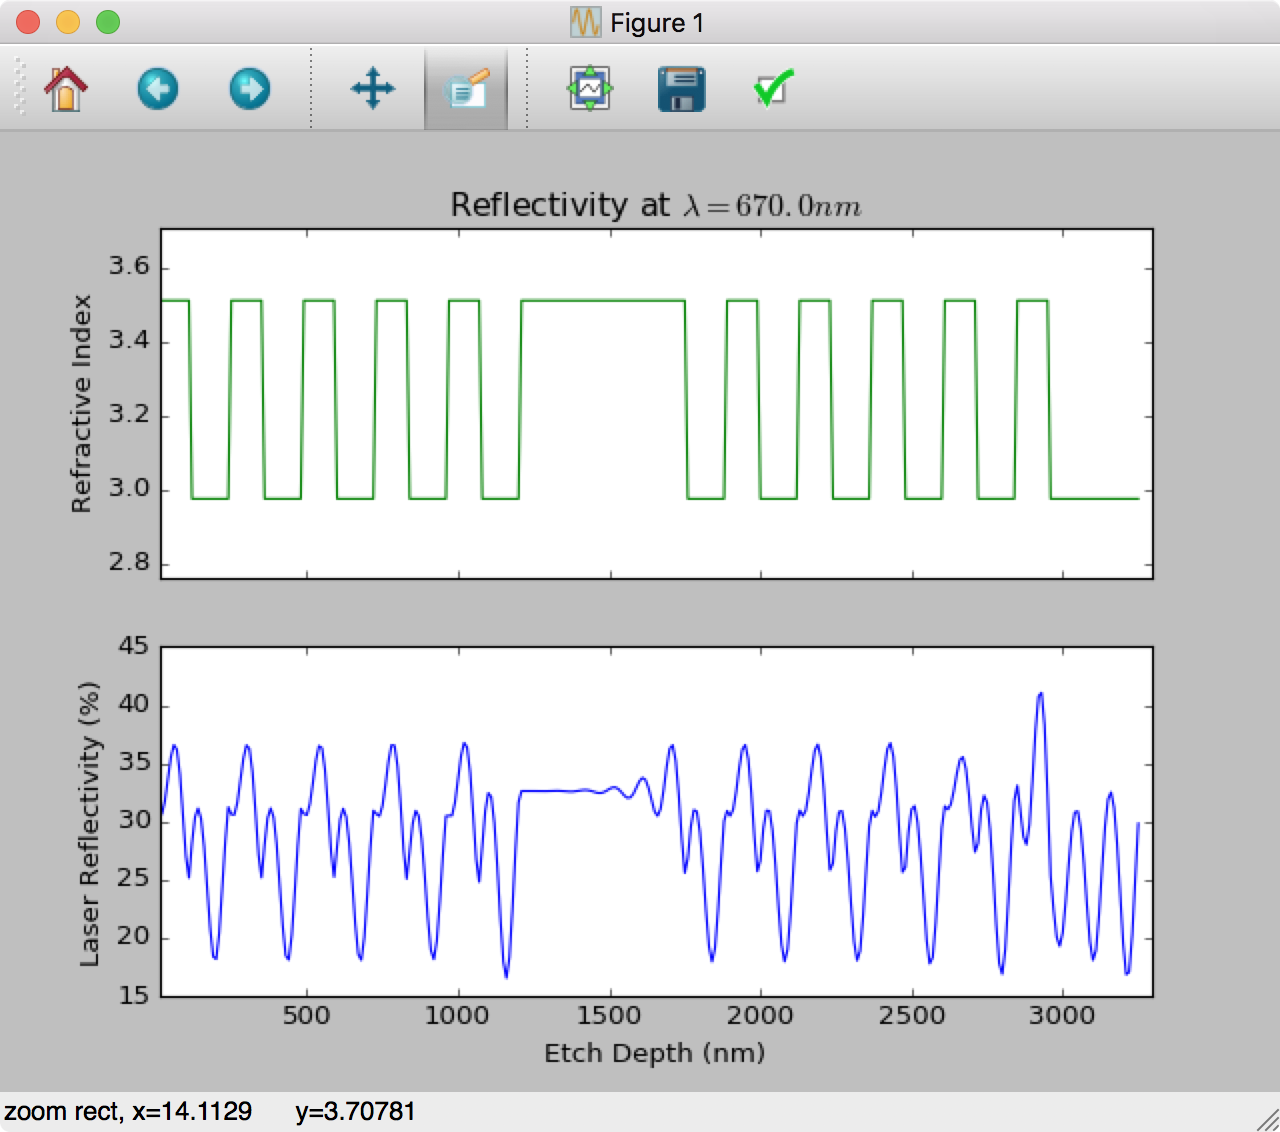 Figure 1
Reflectivity at λ = 670.0nm
3.6
3.4
3.2
3.0
2.8
Refractive Index
45
40
35
30
25
20
15
Laser Reflectivity (%)
500 1000 1500 2000 2500 3000
Etch Depth (nm)
zoom rect, x=14.1129 y=3.70781